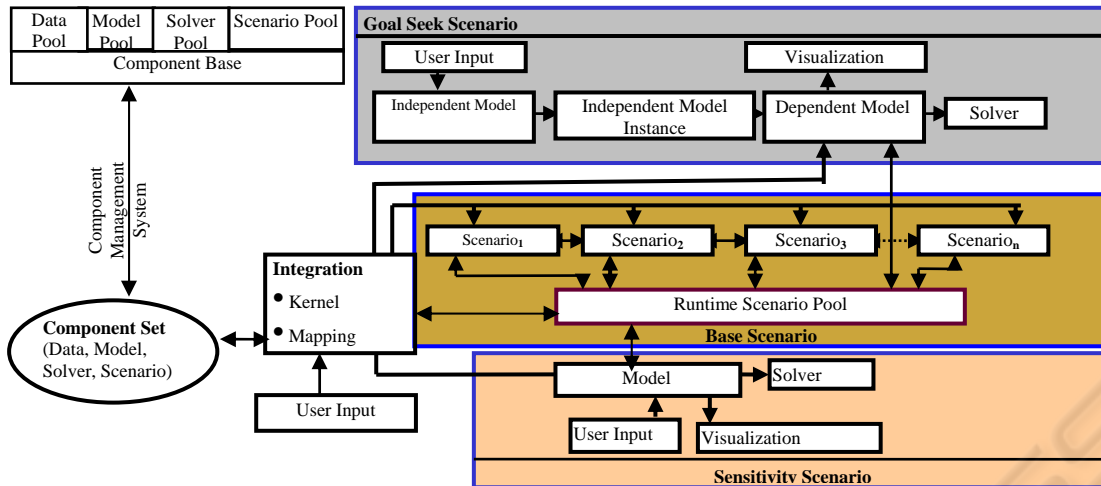 Data Pool
Model Pool
Solver Pool
Scenario Pool
Component Base
Component Management System
Component Set
(Data, Model,
Solver, Scenario)
Integration
• Kernel
• Mapping
User Input
Goal Seek Scenario
User Input
Visualization
Independent Model
Independent Model
Instance
Dependent Model
Solver
Scenario1
Scenario2
Scenario3
Scenarion
Runtime Scenario Pool
Base Scenario
Model
Solver
User Input
Visualization
Sensitivity Scenario